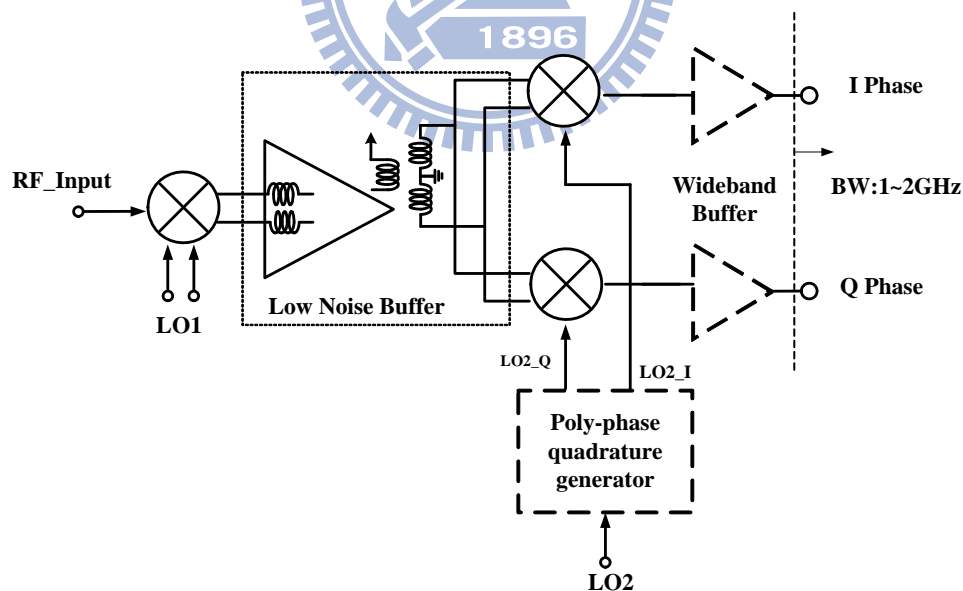 1896
I Phase
RF_Input
Wideband
Buffer
BW:1~2GHz
Low Noise Buffer
LO1
Q Phase
LO2_Q
LO2_I
Poly-phase
quadrature
generator
LO2